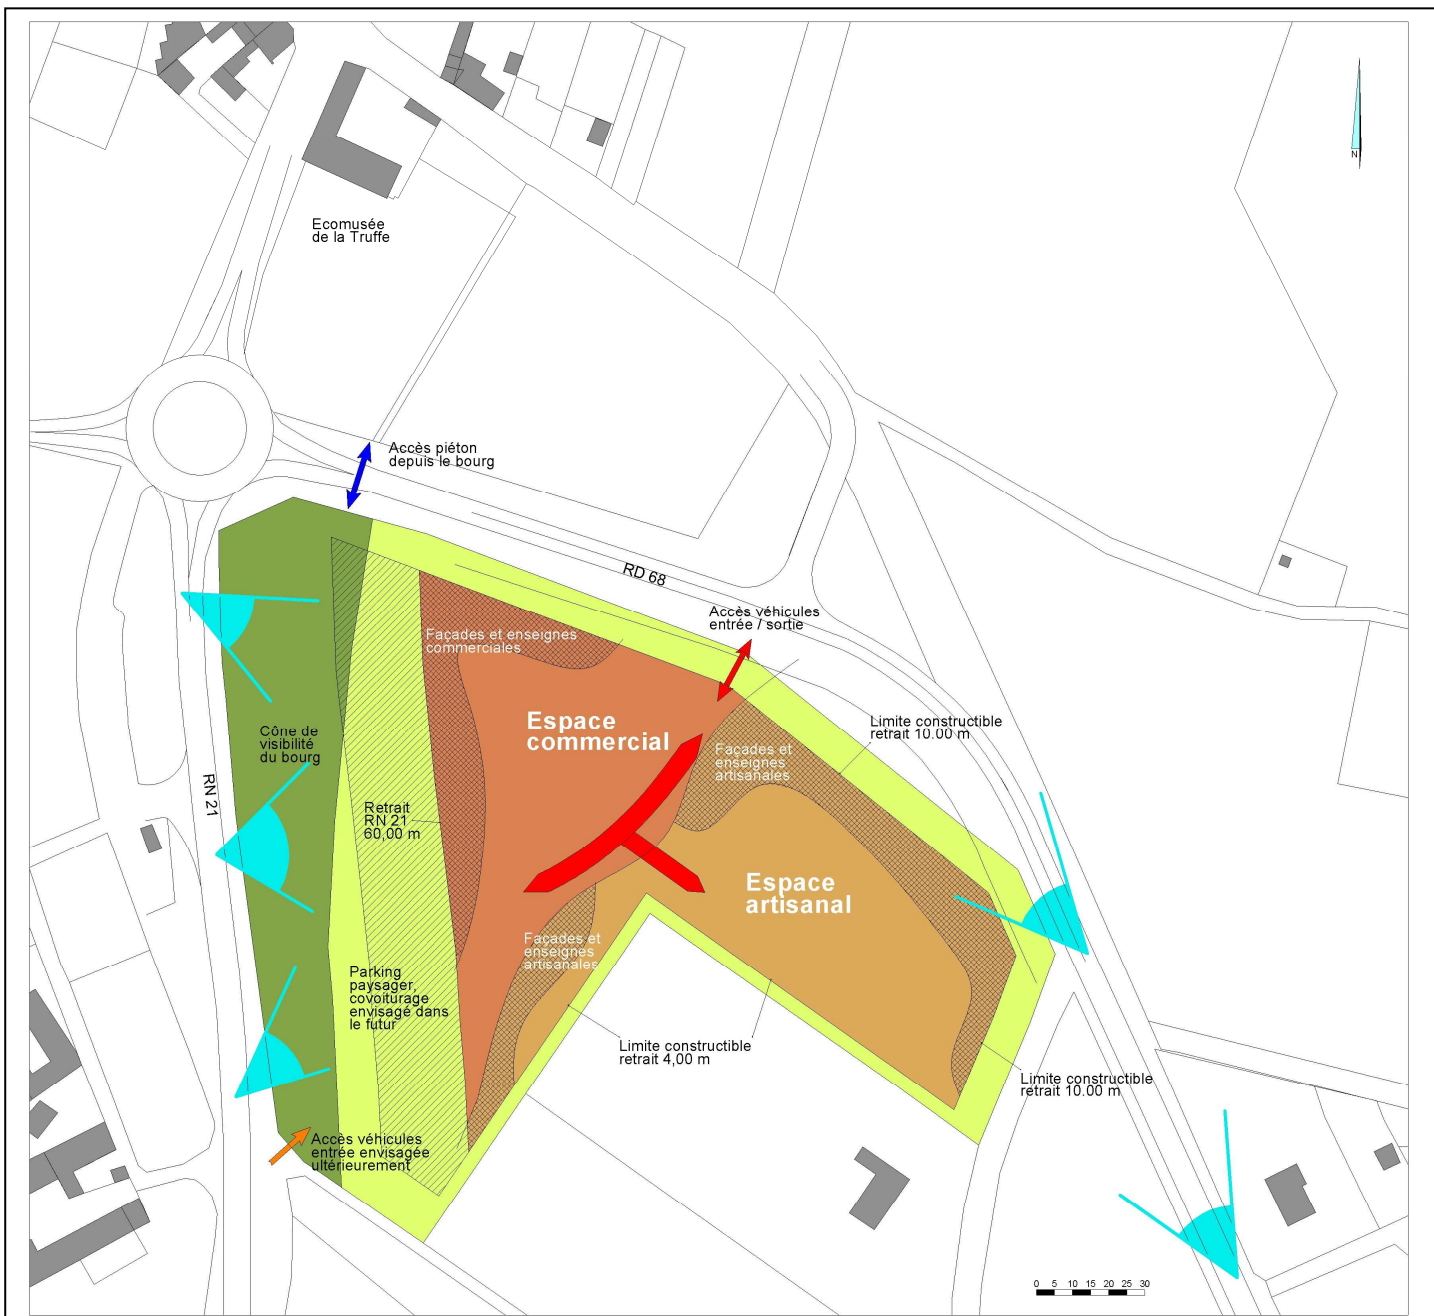 N
Ecomusée
de la Truffe
Accès piéton
depuis le bourg
RD 68
Accès véhicules
entrée / sortie
Façades et enseignes
commerciales
Espace
commercial
Limite constructible
retrait 10.00 m
Cône de
visibilité
du bourg
Façades et
enseignes
artisanales
RN 21
Retrait
RN 21
60,00 m
Espace
artisanal
Façades et
enseignes
artisanales
Parking
paysager,
covoiturage
envisagé dans
le futur
Limite constructible
retrait 4,00 m
Limite constructible
retrait 10.00 m
Accès véhicules
entrée envisagée
ultérieurement
0 5 10 15 20 25 30